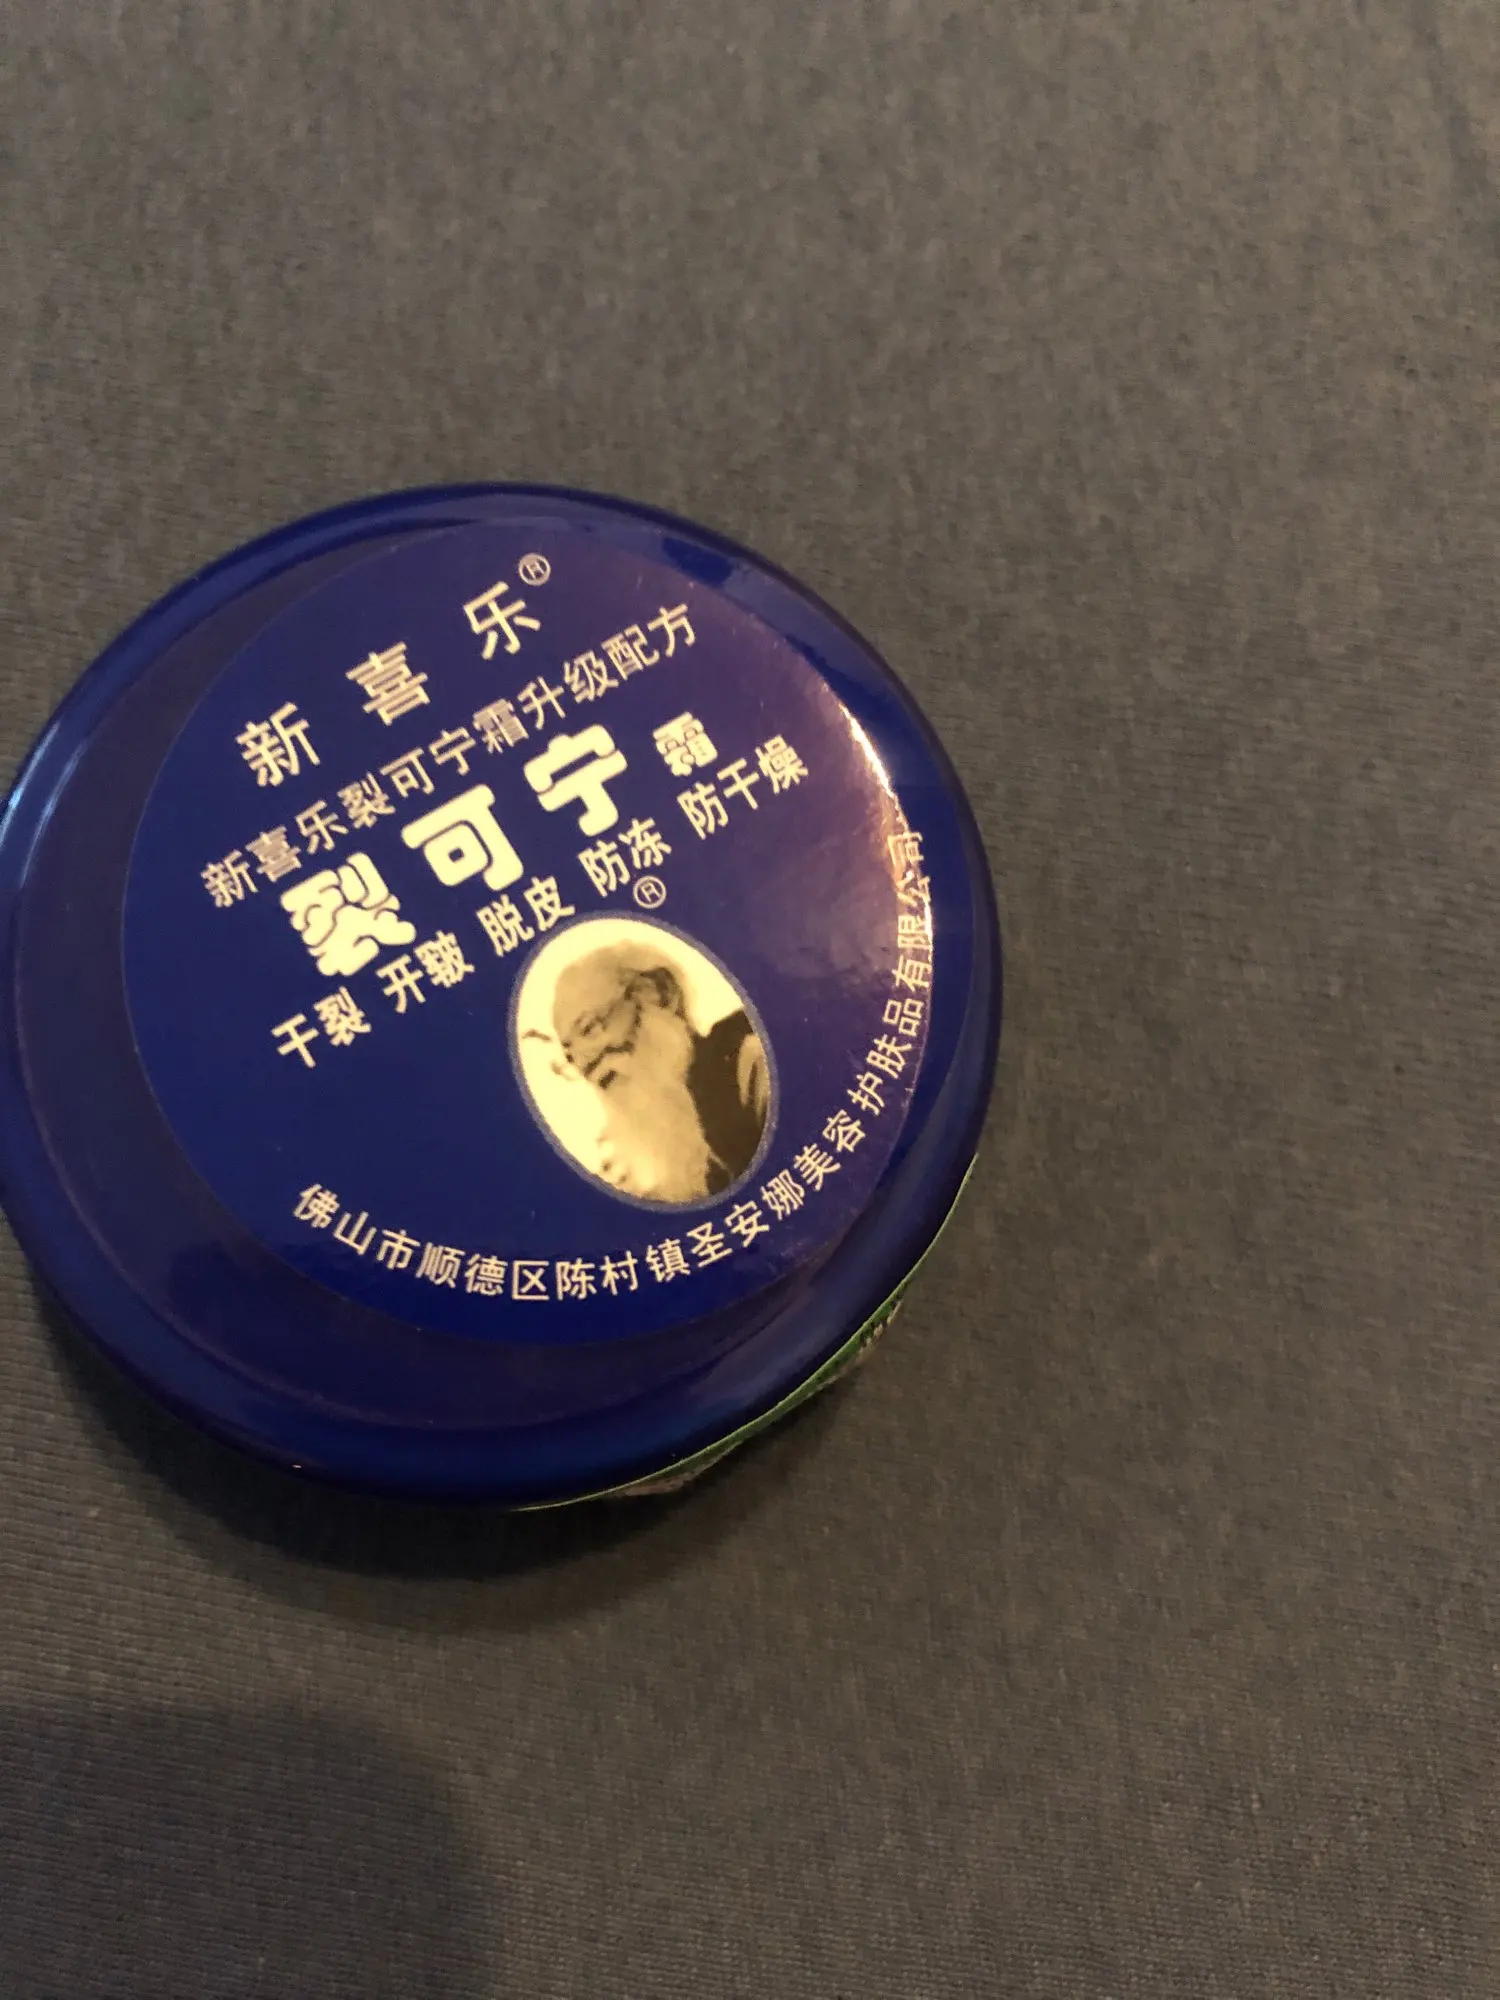 新喜乐®
新喜乐裂可宁霜升级配方
裂可宁霜
干裂 开皲 脱皮 防冻 防干燥
®
佛山市顺德区陈村镇圣安娜美容护肤品有限公司